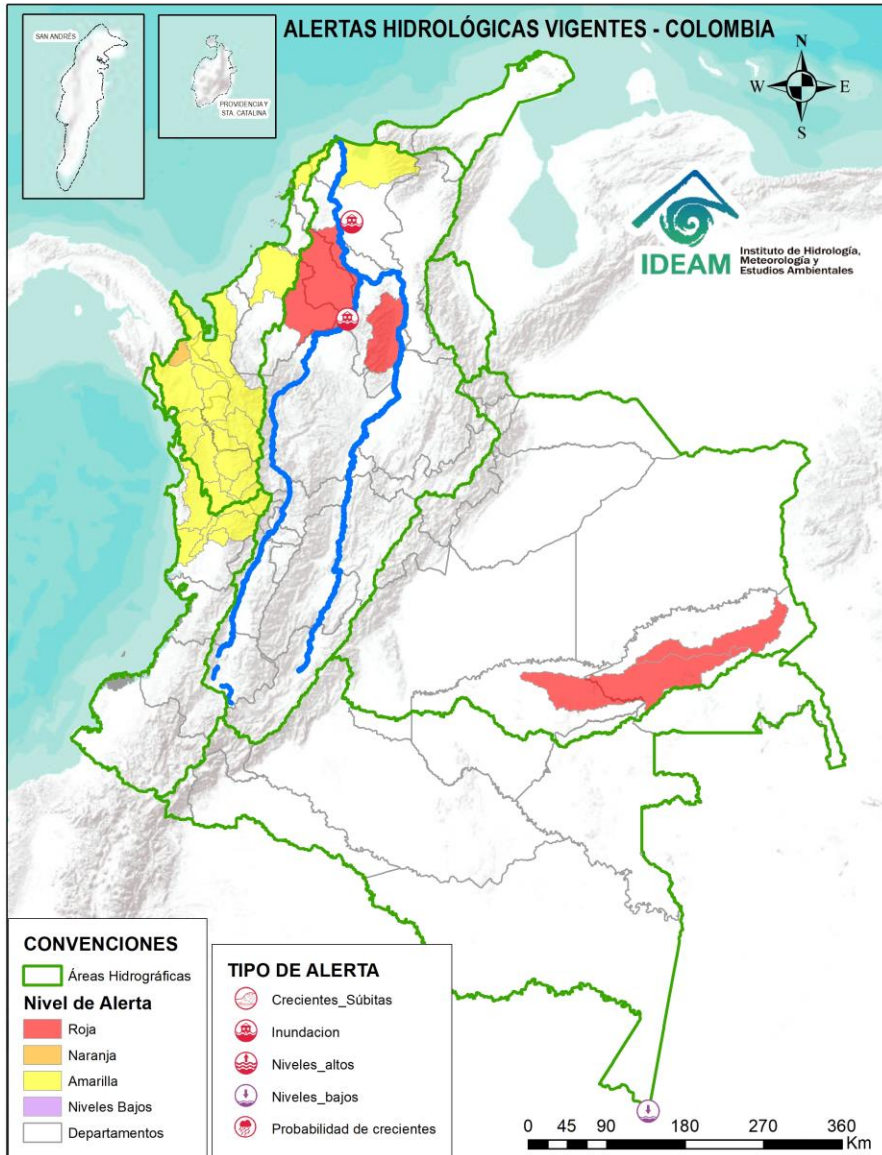 ALERTAS HIDROLÓGICAS VIGENTES - COLOMBIA
SAN ANDRÉS
PROVIDENCIA Y
STA. CATALINA
N
W
E
S
IDEAM
Instituto de Hidrología,
Meteorología y
Estudios Ambientales
CONVENCIONES
Áreas Hidrográficas
Nivel de Alerta
Roja
Naranja
Amarilla
Niveles Bajos
Departamentos
TIPO DE ALERTA
Crecientes_Súbitas
Inundacion
Niveles_altos
Niveles_bajos
Probabilidad de crecientes
0 45 90 180 270 360
Km